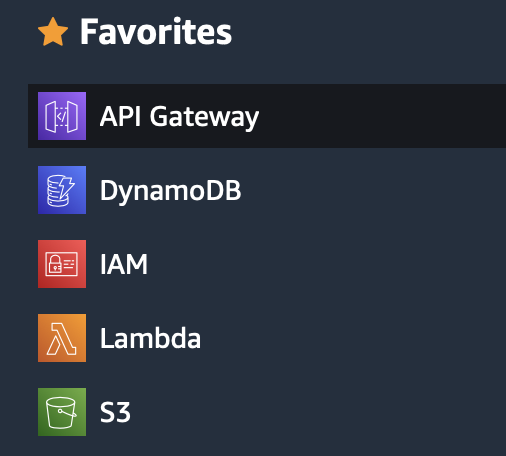 Favorites
API Gateway
DynamoDB
IAM
Lambda
S3